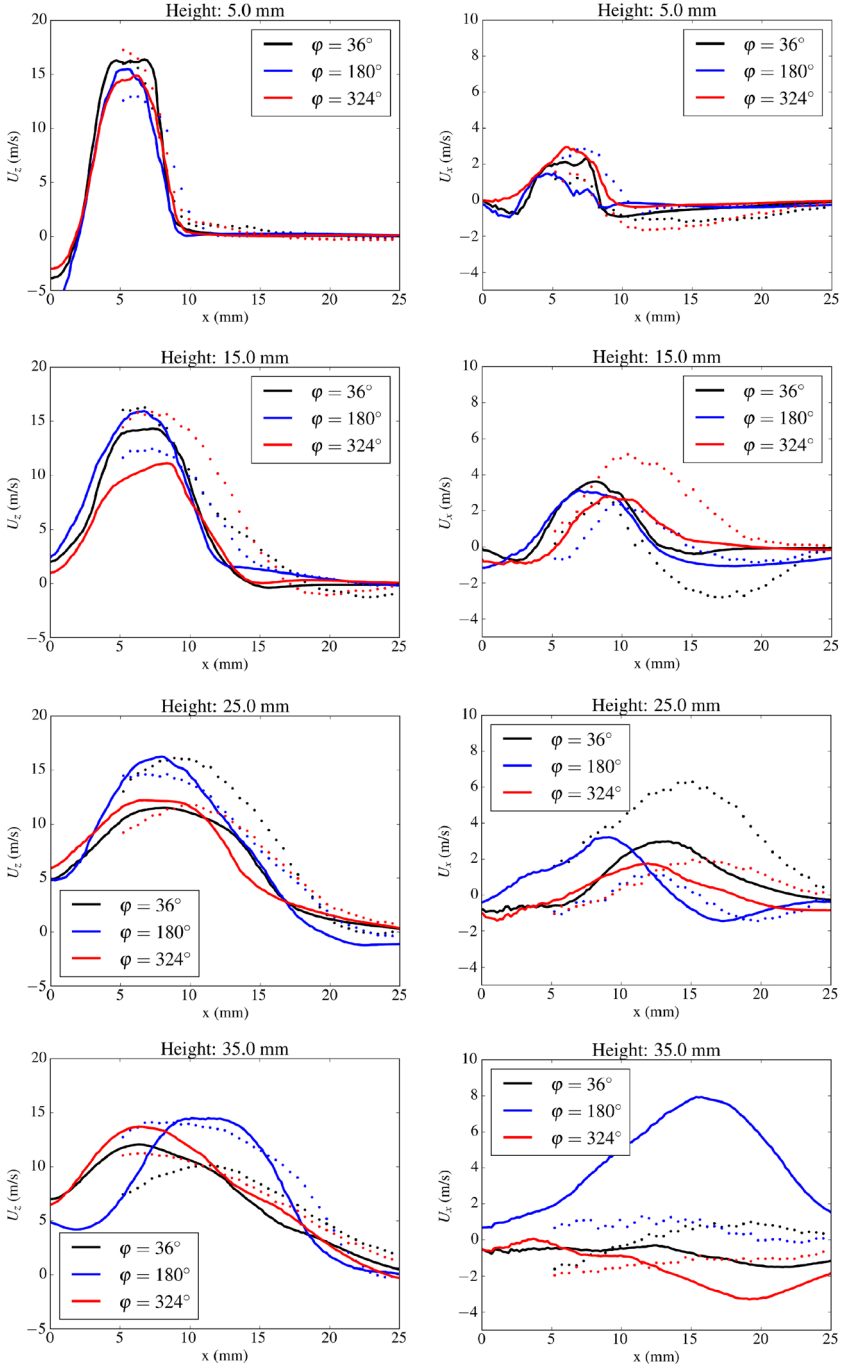 Height: 5.0 mm
20
15
10
5
0
−5
U_z (m/s)
φ = 36°
φ = 180°
φ = 324°
0 5 10 15 20 25
x (mm)
Height: 5.0 mm
10
8
6
4
2
0
−2
−4
U_x (m/s)
φ = 36°
φ = 180°
φ = 324°
0 5 10 15 20 25
x (mm)
Height: 15.0 mm
20
15
10
5
0
−5
U_z (m/s)
φ = 36°
φ = 180°
φ = 324°
0 5 10 15 20 25
x (mm)
Height: 15.0 mm
10
8
6
4
2
0
−2
−4
U_x (m/s)
φ = 36°
φ = 180°
φ = 324°
0 5 10 15 20 25
x (mm)
Height: 25.0 mm
20
15
10
5
0
−5
U_z (m/s)
φ = 36°
φ = 180°
φ = 324°
0 5 10 15 20 25
x (mm)
Height: 25.0 mm
10
8
6
4
2
0
−2
−4
U_x (m/s)
φ = 36°
φ = 180°
φ = 324°
0 5 10 15 20 25
x (mm)
Height: 35.0 mm
20
15
10
5
0
−5
U_z (m/s)
φ = 36°
φ = 180°
φ = 324°
0 5 10 15 20 25
x (mm)
Height: 35.0 mm
10
8
6
4
2
0
−2
−4
U_x (m/s)
φ = 36°
φ = 180°
φ = 324°
0 5 10 15 20 25
x (mm)